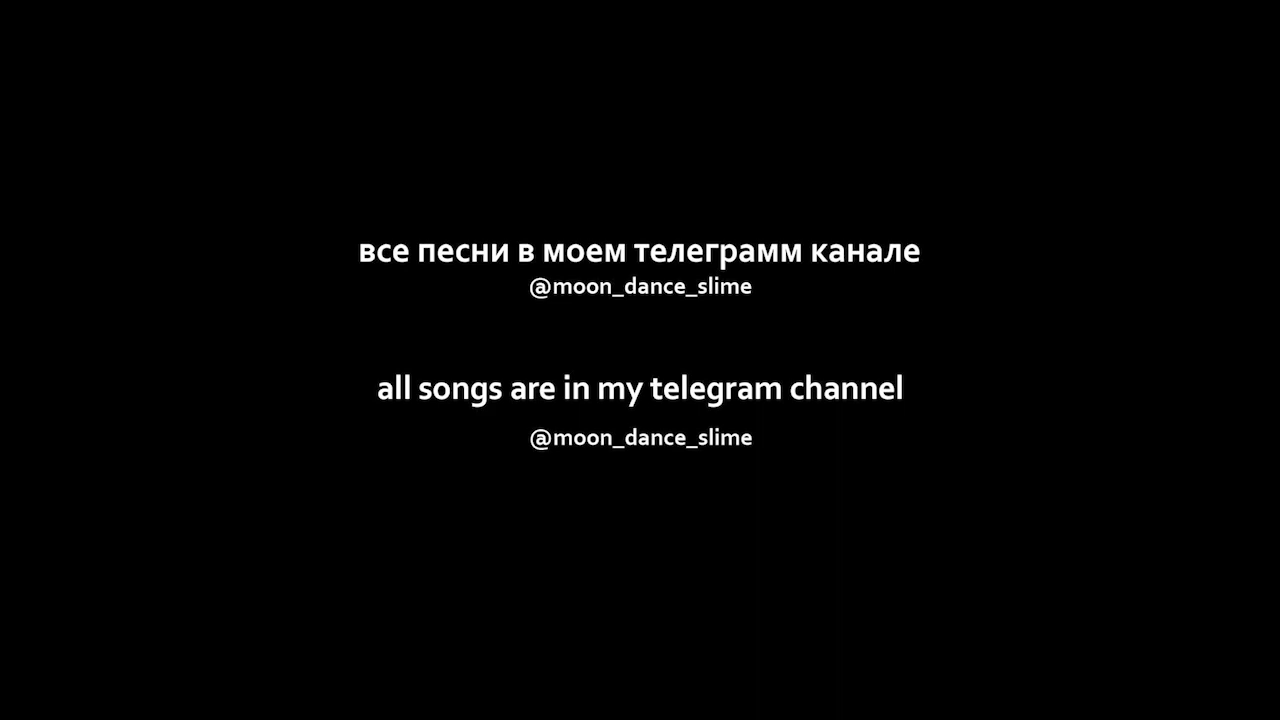 все песни в моем телеграмм канале
@moon_dance_slime
all songs are in my telegram channel
@moon_dance_slime